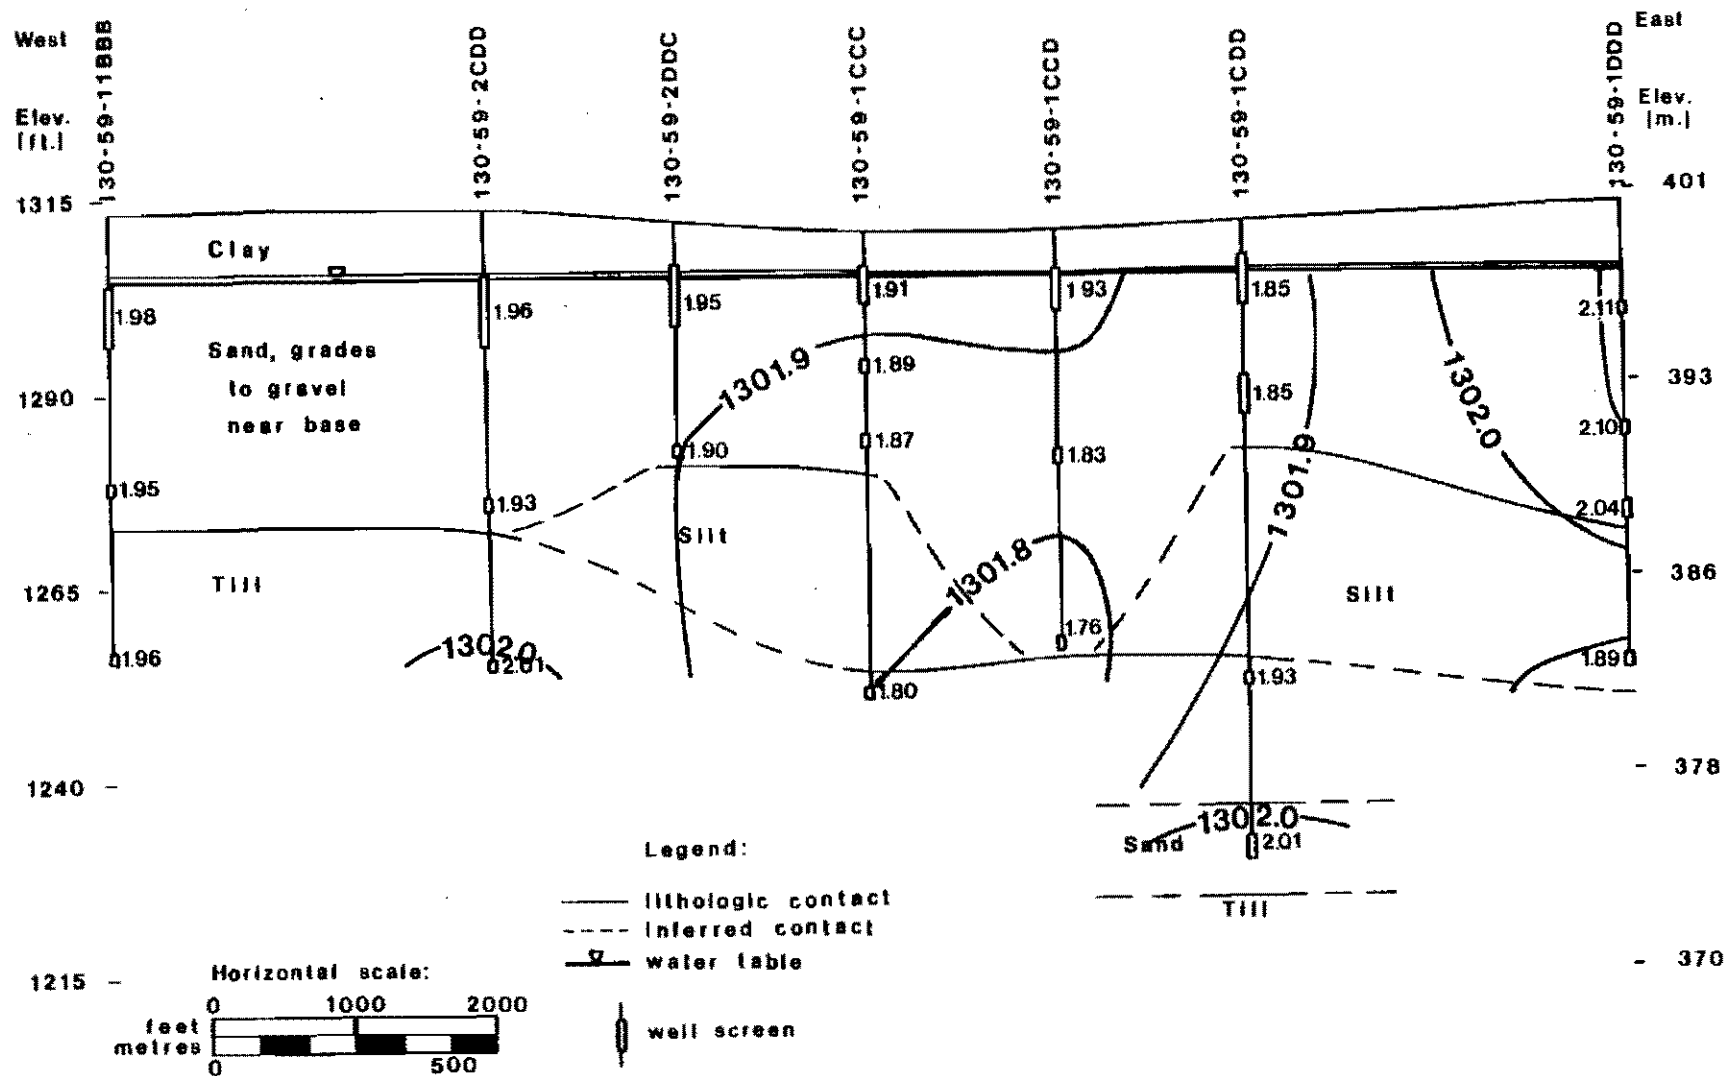 West
East
Elev.
[ft.]
Elev.
[m.]
130-59-11BBB
130-59-2CDD
130-59-2DDC
130-59-1CCC
130-59-1CCD
130-59-1CDD
130-59-1DDD
1315
1290
1265
1240
1215
401
393
386
378
370
Clay
Sand, grades
to gravel
near base
Till
Silt
Silt
Sand
Till
1.98
1.95
1.96
1.96
1.93
2.01
1.95
1.90
1.91
1.89
1.87
1.80
1.93
1.83
1.76
1.85
1.85
1.93
2.01
2.110
2.10
2.04
1.89
1301.9
1301.8
1301.9
1302.0
1302.0
1302.0
Legend:
lithologic contact
inferred contact
water table
well screen
Horizontal scale:
0 1000 2000
feet
metres
0 500